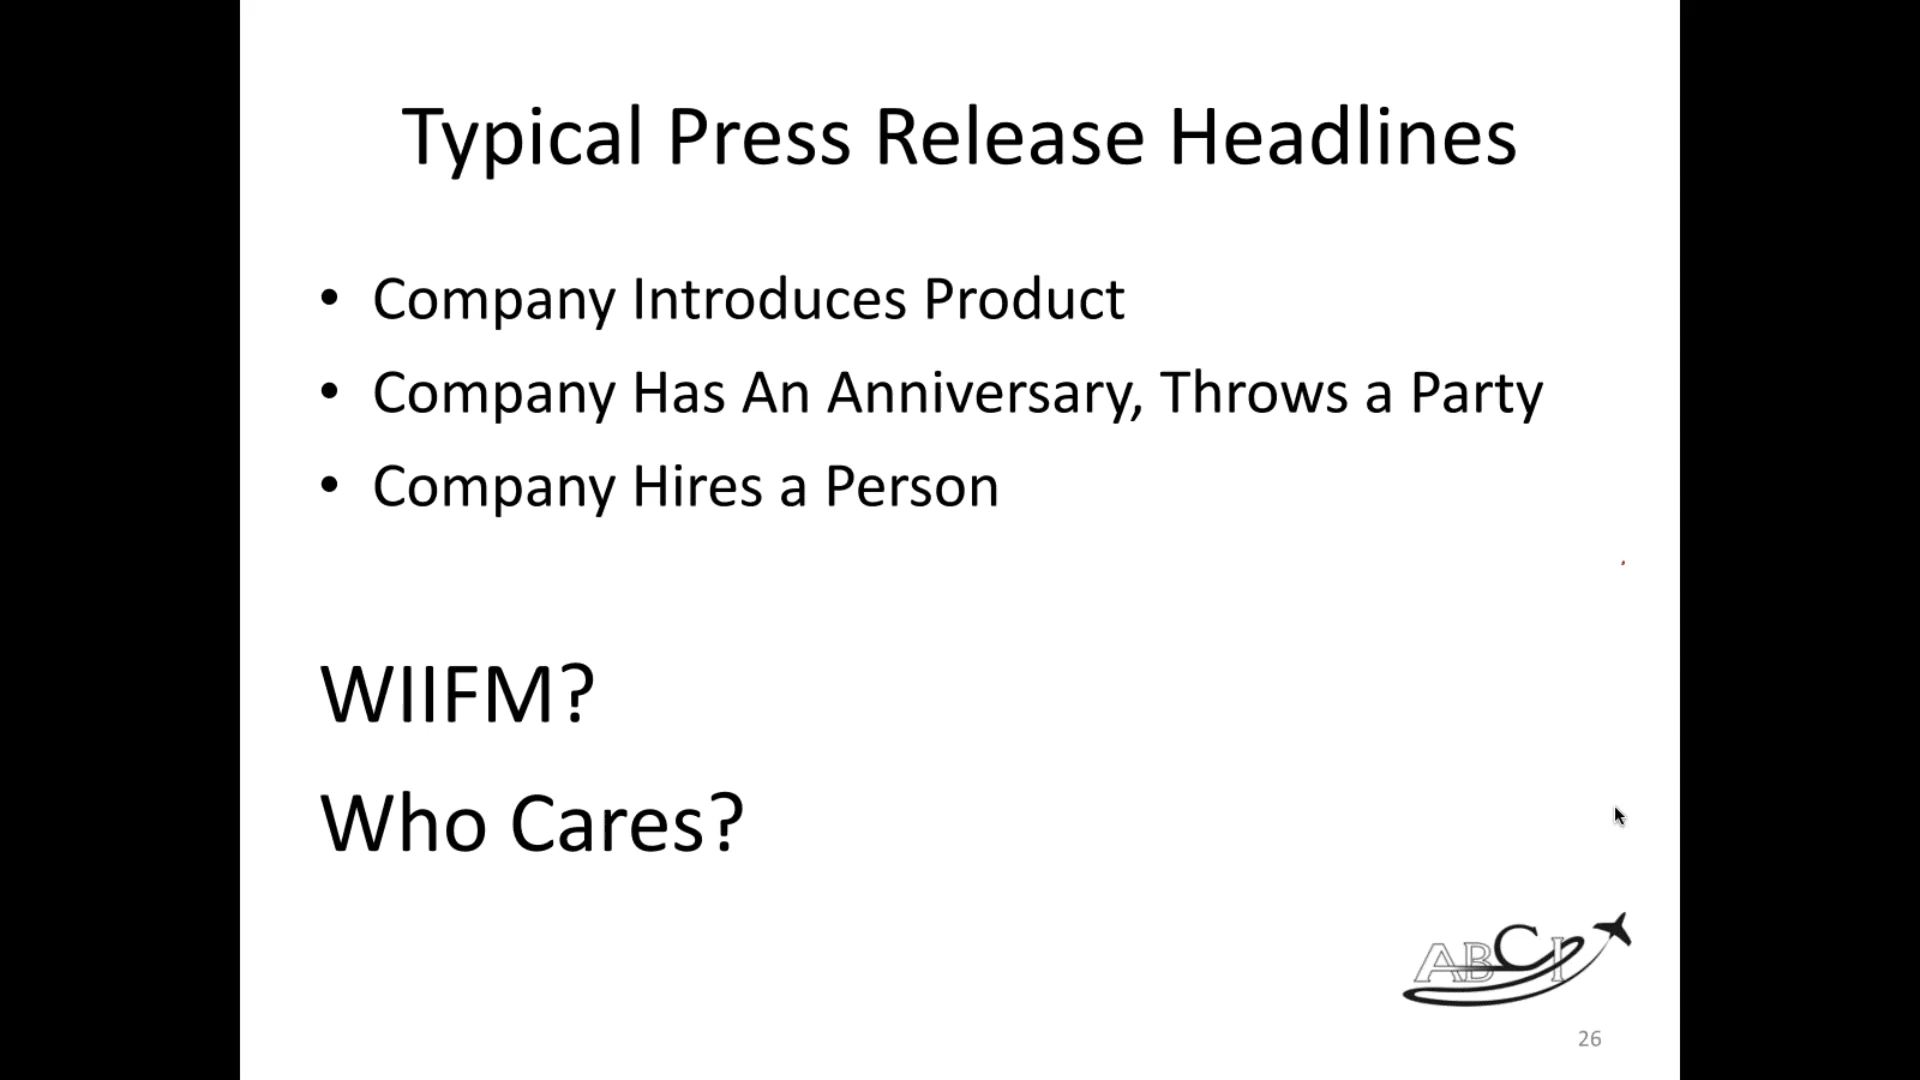 Typical Press Release Headlines
• Company Introduces Product
• Company Has An Anniversary, Throws a Party
• Company Hires a Person
WIIFM?
Who Cares?
ABCI
26